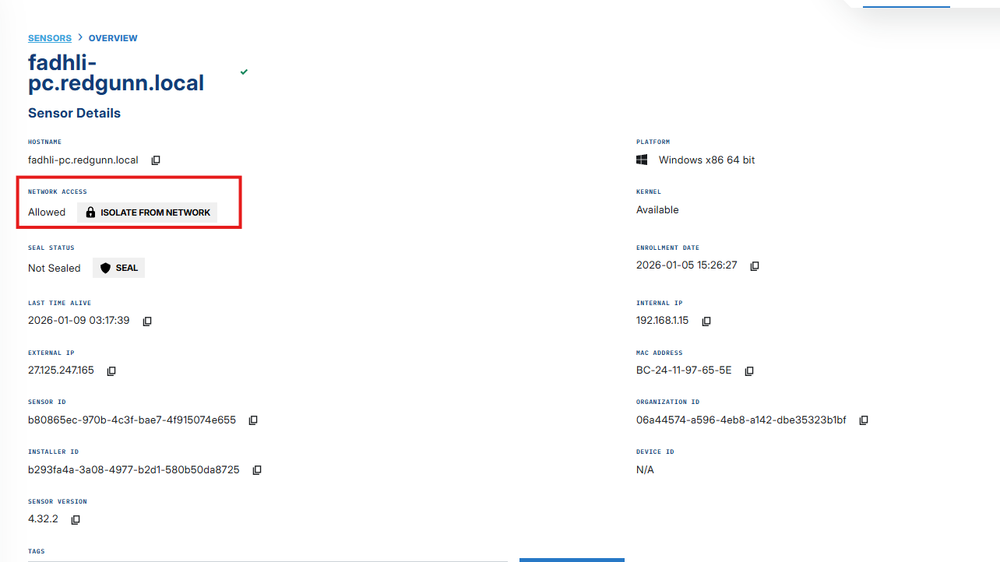 SENSORS > OVERVIEW
fadhli-
pc.redgunn.local
Sensor Details
HOSTNAME
fadhli-pc.redgunn.local
PLATFORM
Windows x86 64 bit
NETWORK ACCESS
Allowed ISOLATE FROM NETWORK
KERNEL
Available
SEAL STATUS
Not Sealed SEAL
ENROLLMENT DATE
2026-01-05 15:26:27
LAST TIME ALIVE
2026-01-09 03:17:39
INTERNAL IP
192.168.1.15
EXTERNAL IP
27.125.247.165
MAC ADDRESS
BC-24-11-97-65-5E
SENSOR ID
b80865ec-970b-4c3f-bae7-4f915074e655
ORGANIZATION ID
06a44574-a596-4eb8-a142-dbe35323b1bf
INSTALLER ID
b293fa4a-3a08-4977-b2d1-580b50da8725
DEVICE ID
N/A
SENSOR VERSION
4.32.2
TAGS